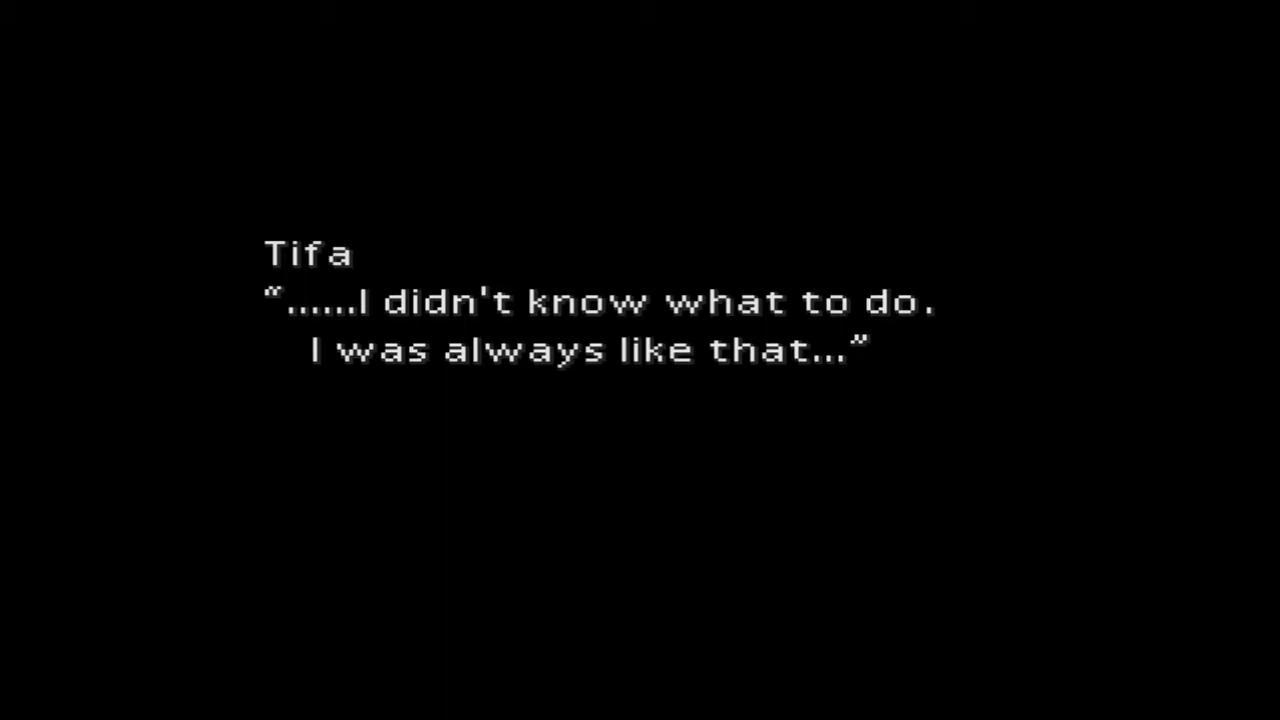 Tifa
“......I didn't know what to do.
I was always like that...”